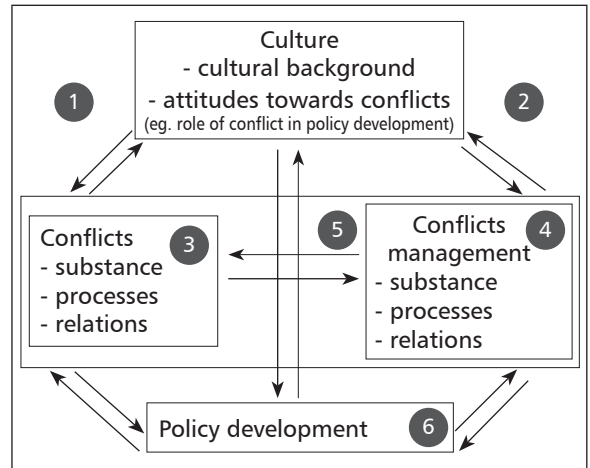 Culture
- cultural background
- attitudes towards conflicts
(eg. role of conflict in policy development)
1
2
Conflicts
- substance
- processes
- relations
3
5
Conflicts
management
- substance
- processes
- relations
4
Policy development
6